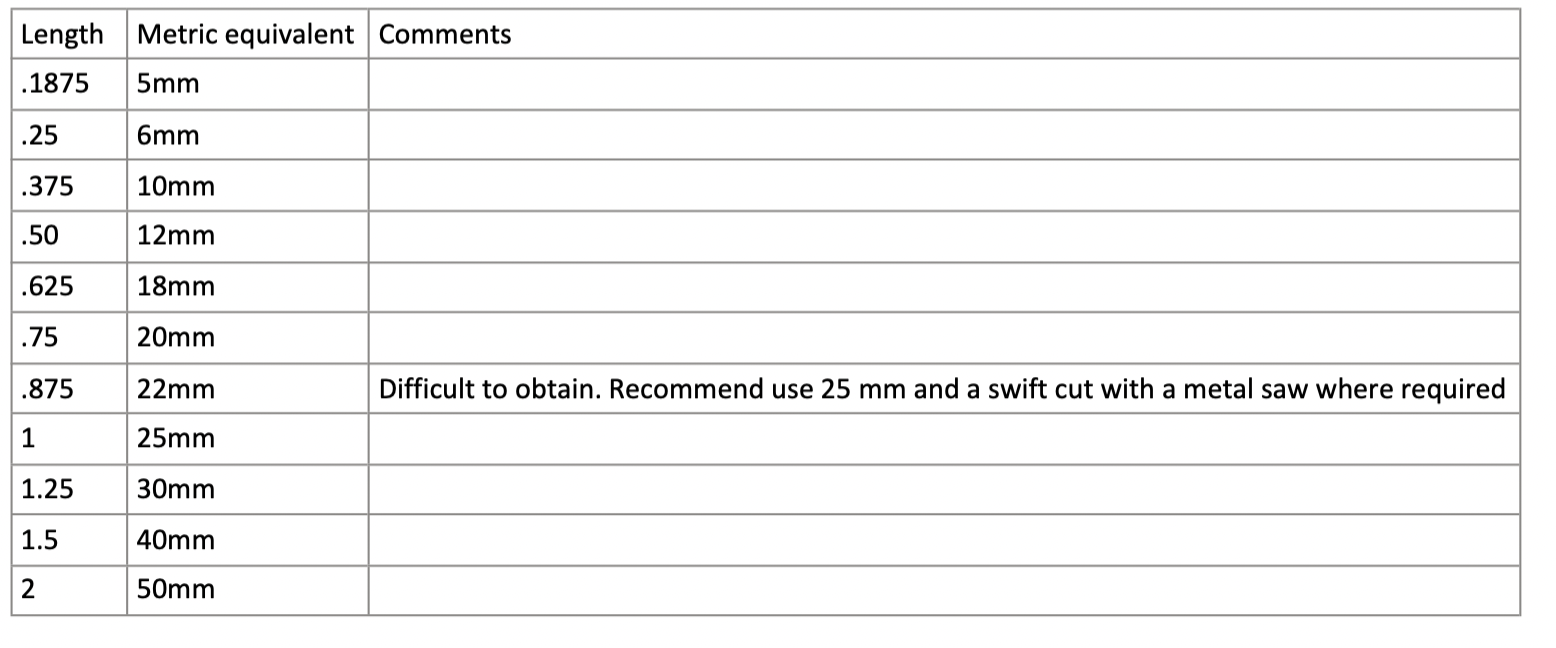 Length Metric equivalent Comments
.1875 5mm
.25 6mm
.375 10mm
.50 12mm
.625 18mm
.75 20mm
.875 22mm Difficult to obtain. Recommend use 25 mm and a swift cut with a metal saw where required
1 25mm
1.25 30mm
1.5 40mm
2 50mm